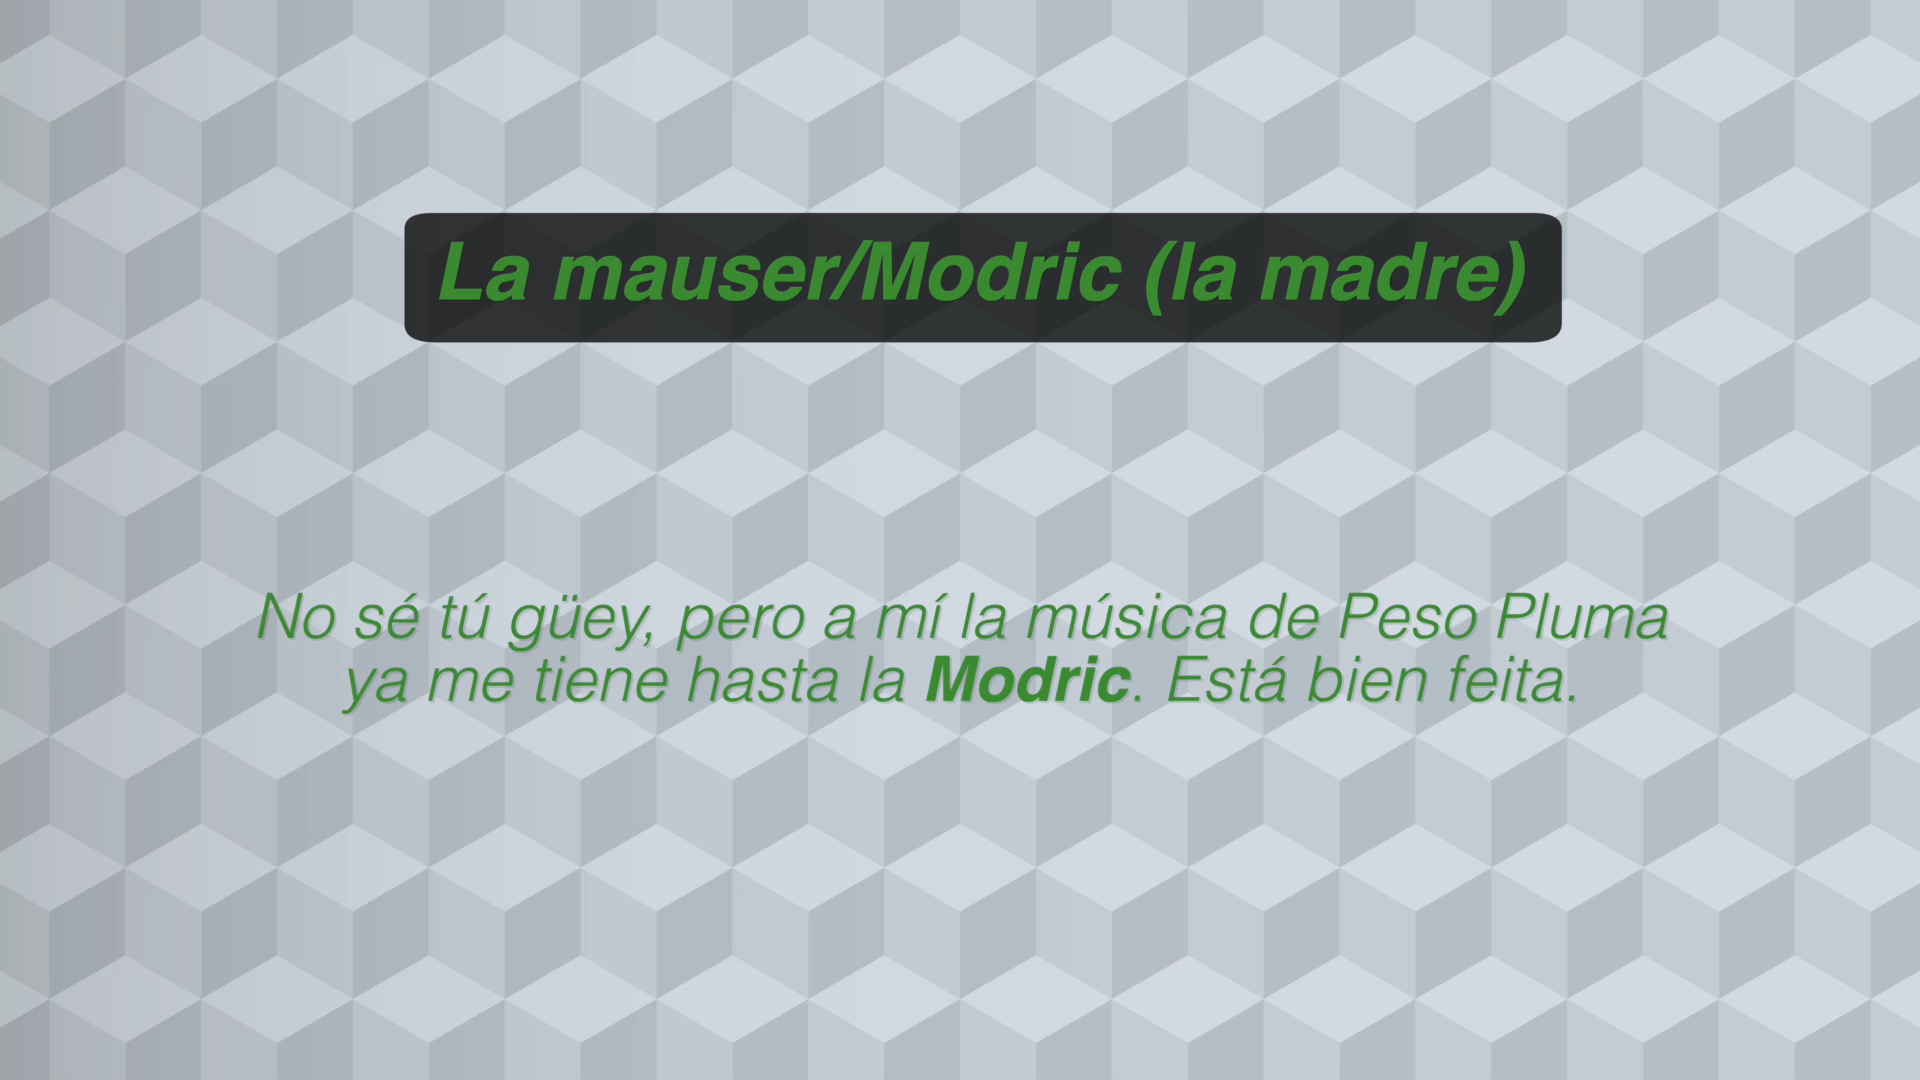 La mauser/Modric (la madre)
No sé tú güey, pero a mí la música de Peso Pluma
ya me tiene hasta la Modric. Está bien feita.